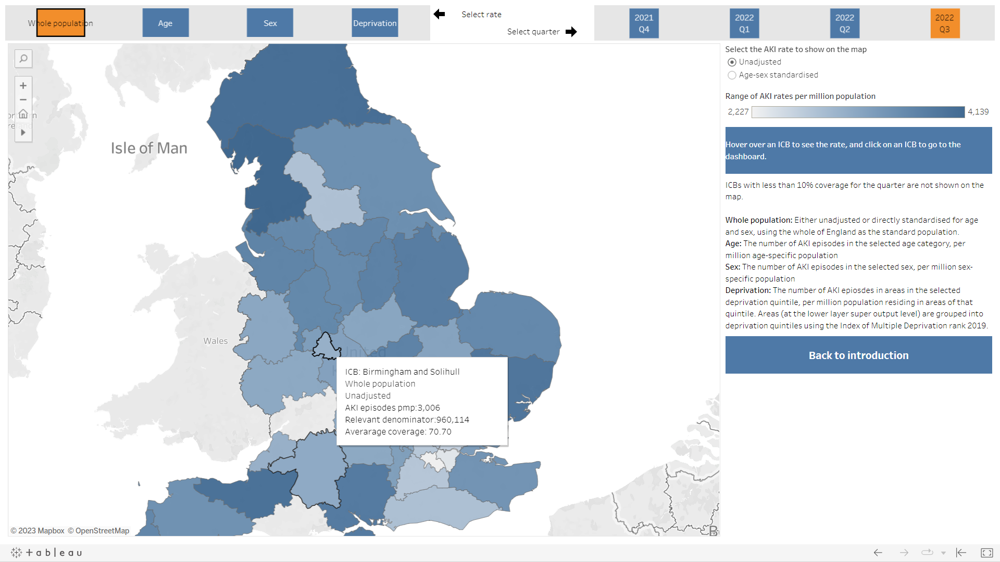 Whole population
Age
Sex
Deprivation
Select rate
Select quarter
2021
Q4
2022
Q1
2022
Q2
2022
Q3
Select the AKI rate to show on the map
Unadjusted
Age-sex standardised
Range of AKI rates per million population
2,227
4,139
Hover over an ICB to see the rate, and click on an ICB to go to the
dashboard.
ICBs with less than 10% coverage for the quarter are not shown on the
map.
Whole population: Either unadjusted or directly standardised for age
and sex, using the whole of England as the standard population.
Age: The number of AKI episodes in the selected age category, per
million age-specific population
Sex: The number of AKI episodes in the selected sex, per million sex-
specific population
Deprivation: The number of AKI epiosdes in areas in the selected
deprivation quintile, per million population residing in areas of that
quintile. Areas (at the lower layer super output level) are grouped into
deprivation quintiles using the Index of Multiple Deprivation rank 2019.
Back to introduction
Isle of Man
Wales
United
ICB: Birmingham and Solihull
Whole population
Unadjusted
AKI episodes pmp:3,006
Relevant denominator:960,114
Averarage coverage: 70.70
© 2023 Mapbox © OpenStreetMap
+ableau